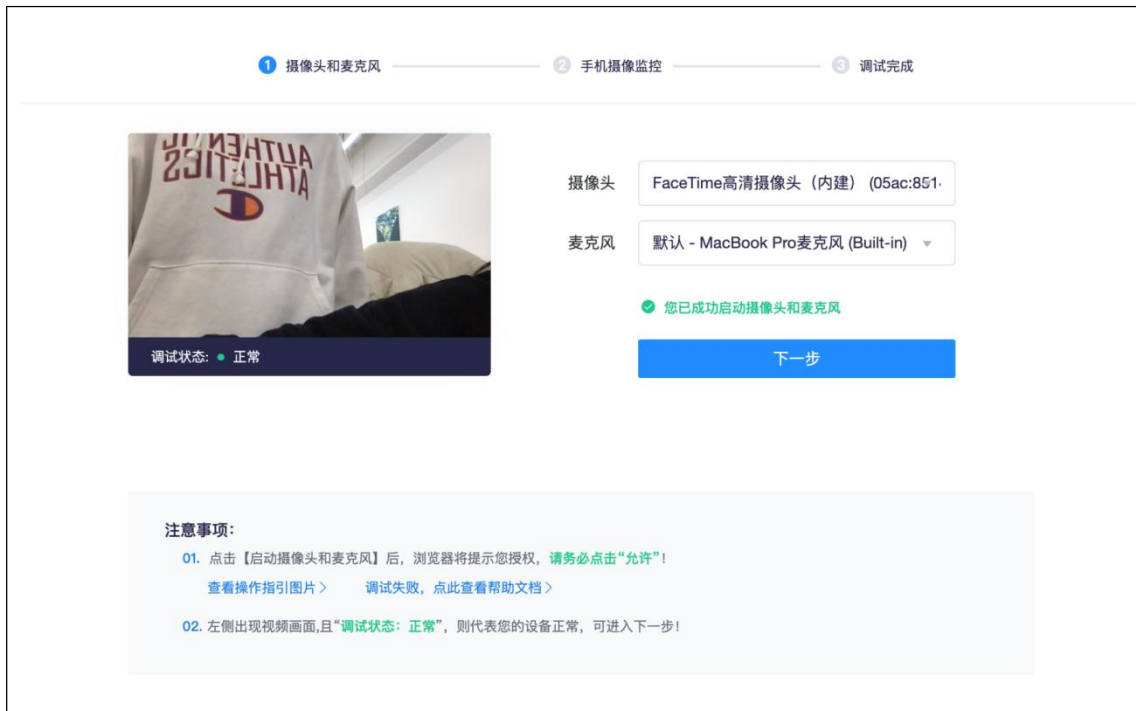 1 摄像头和麦克风 2 手机摄像监控 3 调试完成
AUTHENTIC
ATHLETICS
摄像头 FaceTime高清摄像头（内建） (05ac:851
麦克风 默认 - MacBook Pro麦克风 (Built-in)
您已成功启动摄像头和麦克风
调试状态: 正常
下一步
注意事项：
01. 点击【启动摄像头和麦克风】后，浏览器将提示您授权，请务必点击“允许”！
查看操作指引图片 调试失败，点此查看帮助文档
02. 左侧出现视频画面,且“调试状态：正常”，则代表您的设备正常，可进入下一步！